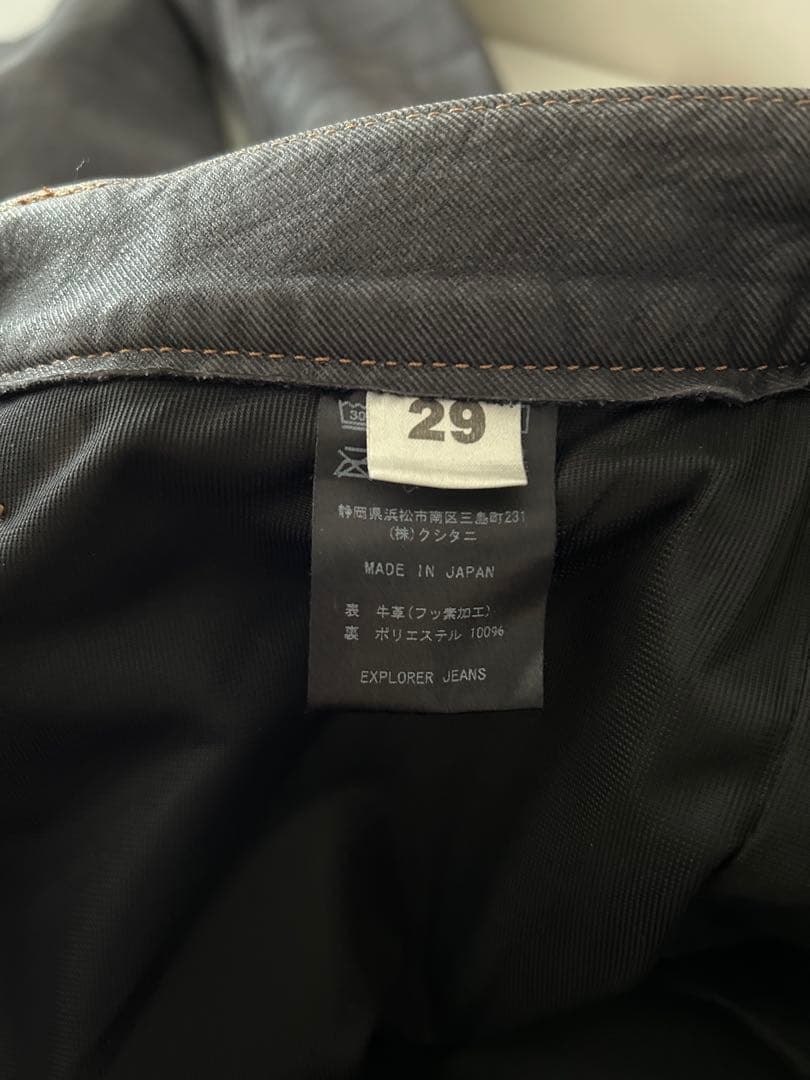 30
29
静岡県浜松市南区三島町231
(株)クシタニ
MADE IN JAPAN
表 牛革(フッ素加工)
裏 ポリエステル 100%
EXPLORER JEANS